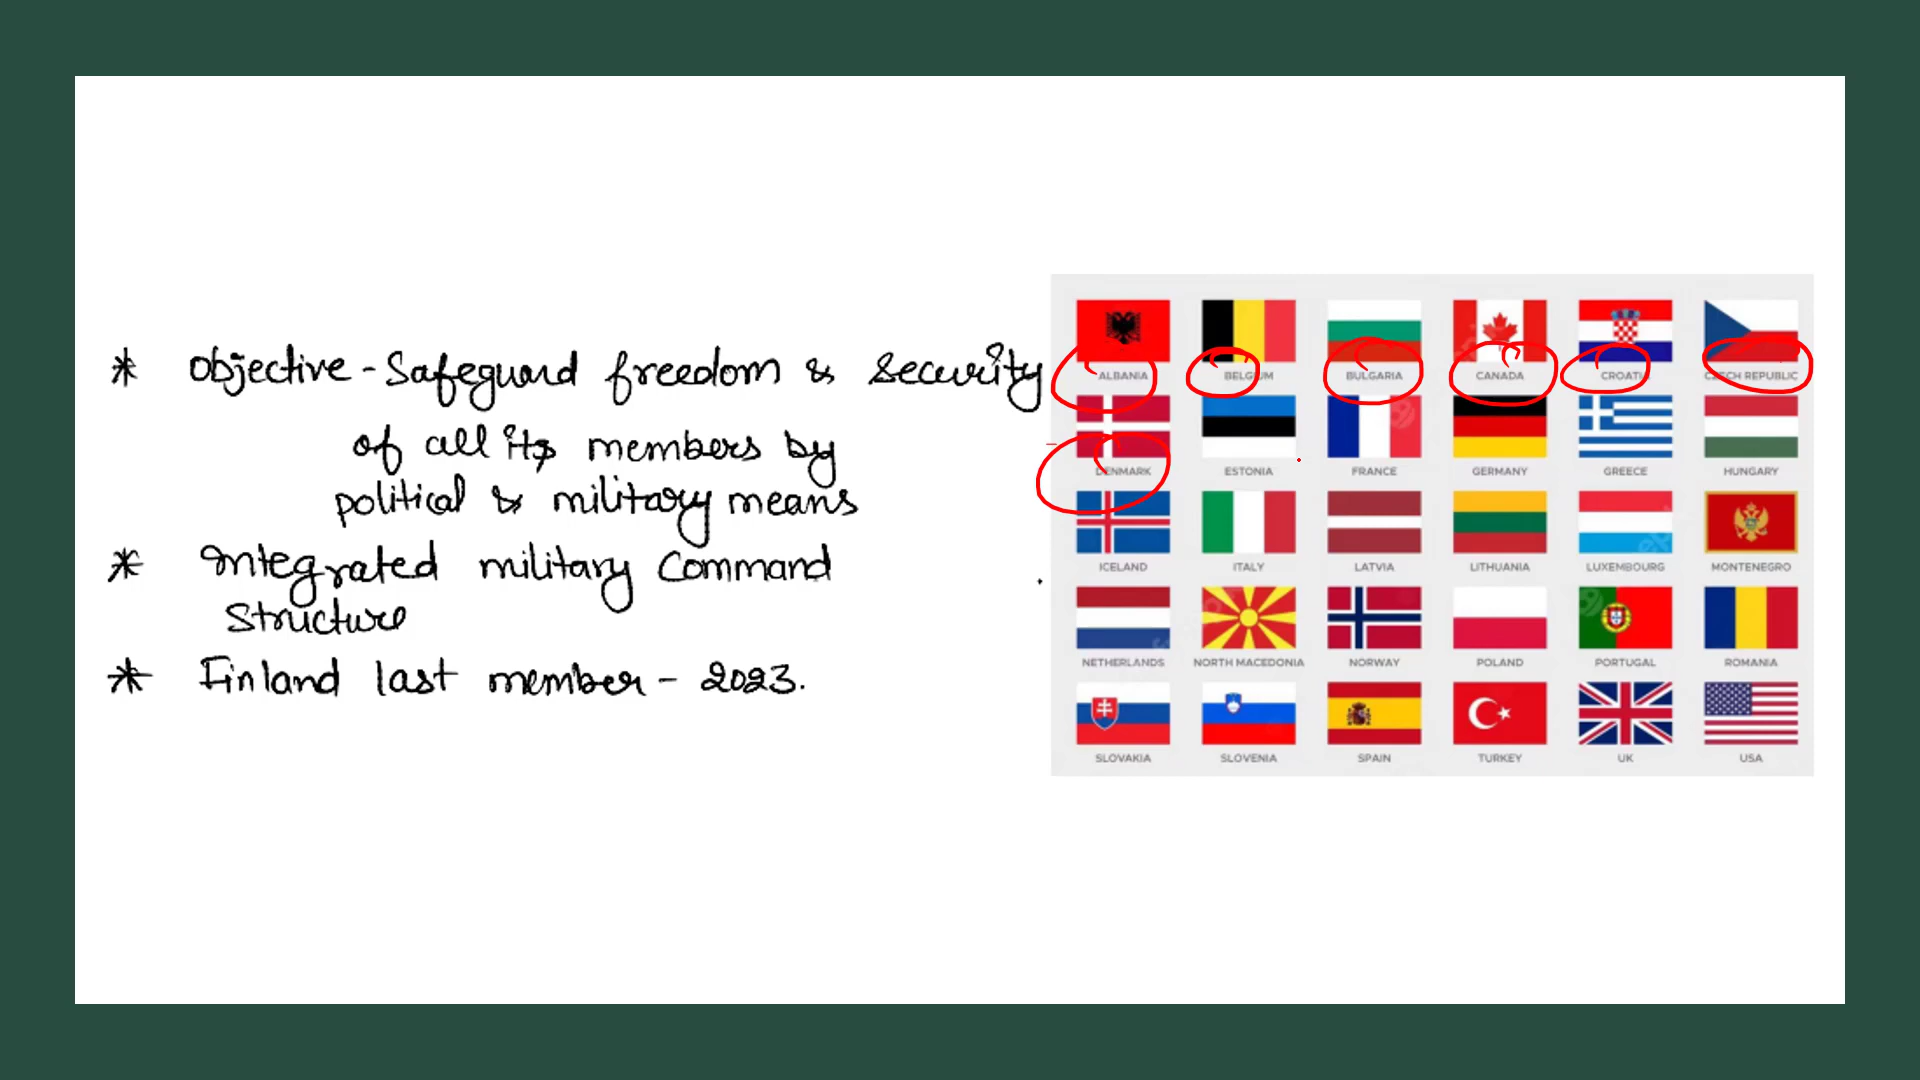 * Objective - Safeguard freedom & Security
of all its members by
political & military means
* Integrated military Command
Structure
* Finland last member - 2023.
ALBANIA BELGIUM BULGARIA CANADA CROATIA CZECH REPUBLIC
DENMARK ESTONIA FRANCE GERMANY GREECE HUNGARY
ICELAND ITALY LATVIA LITHUANIA LUXEMBOURG MONTENEGRO
NETHERLANDS NORTH MACEDONIA NORWAY POLAND PORTUGAL ROMANIA
SLOVAKIA SLOVENIA SPAIN TURKEY UK USA